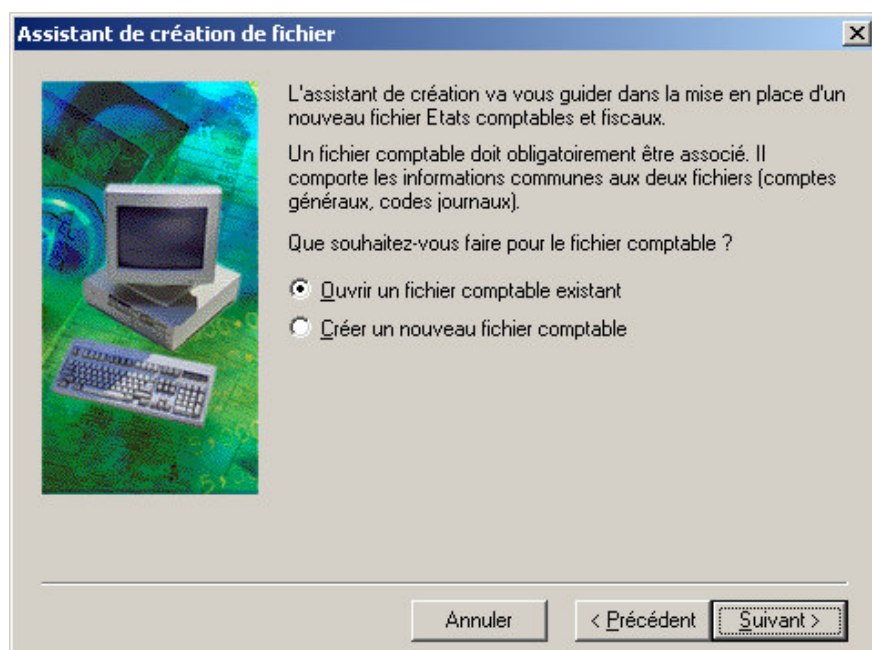 Assistant de création de fichier
L'assistant de création va vous guider dans la mise en place d'un
nouveau fichier Etats comptables et fiscaux.
Un fichier comptable doit obligatoirement être associé. Il
comporte les informations communes aux deux fichiers (comptes
généraux, codes journaux).
Que souhaitez-vous faire pour le fichier comptable ?
Ouvrir un fichier comptable existant
Créer un nouveau fichier comptable
Annuler
< Précédent
Suivant >